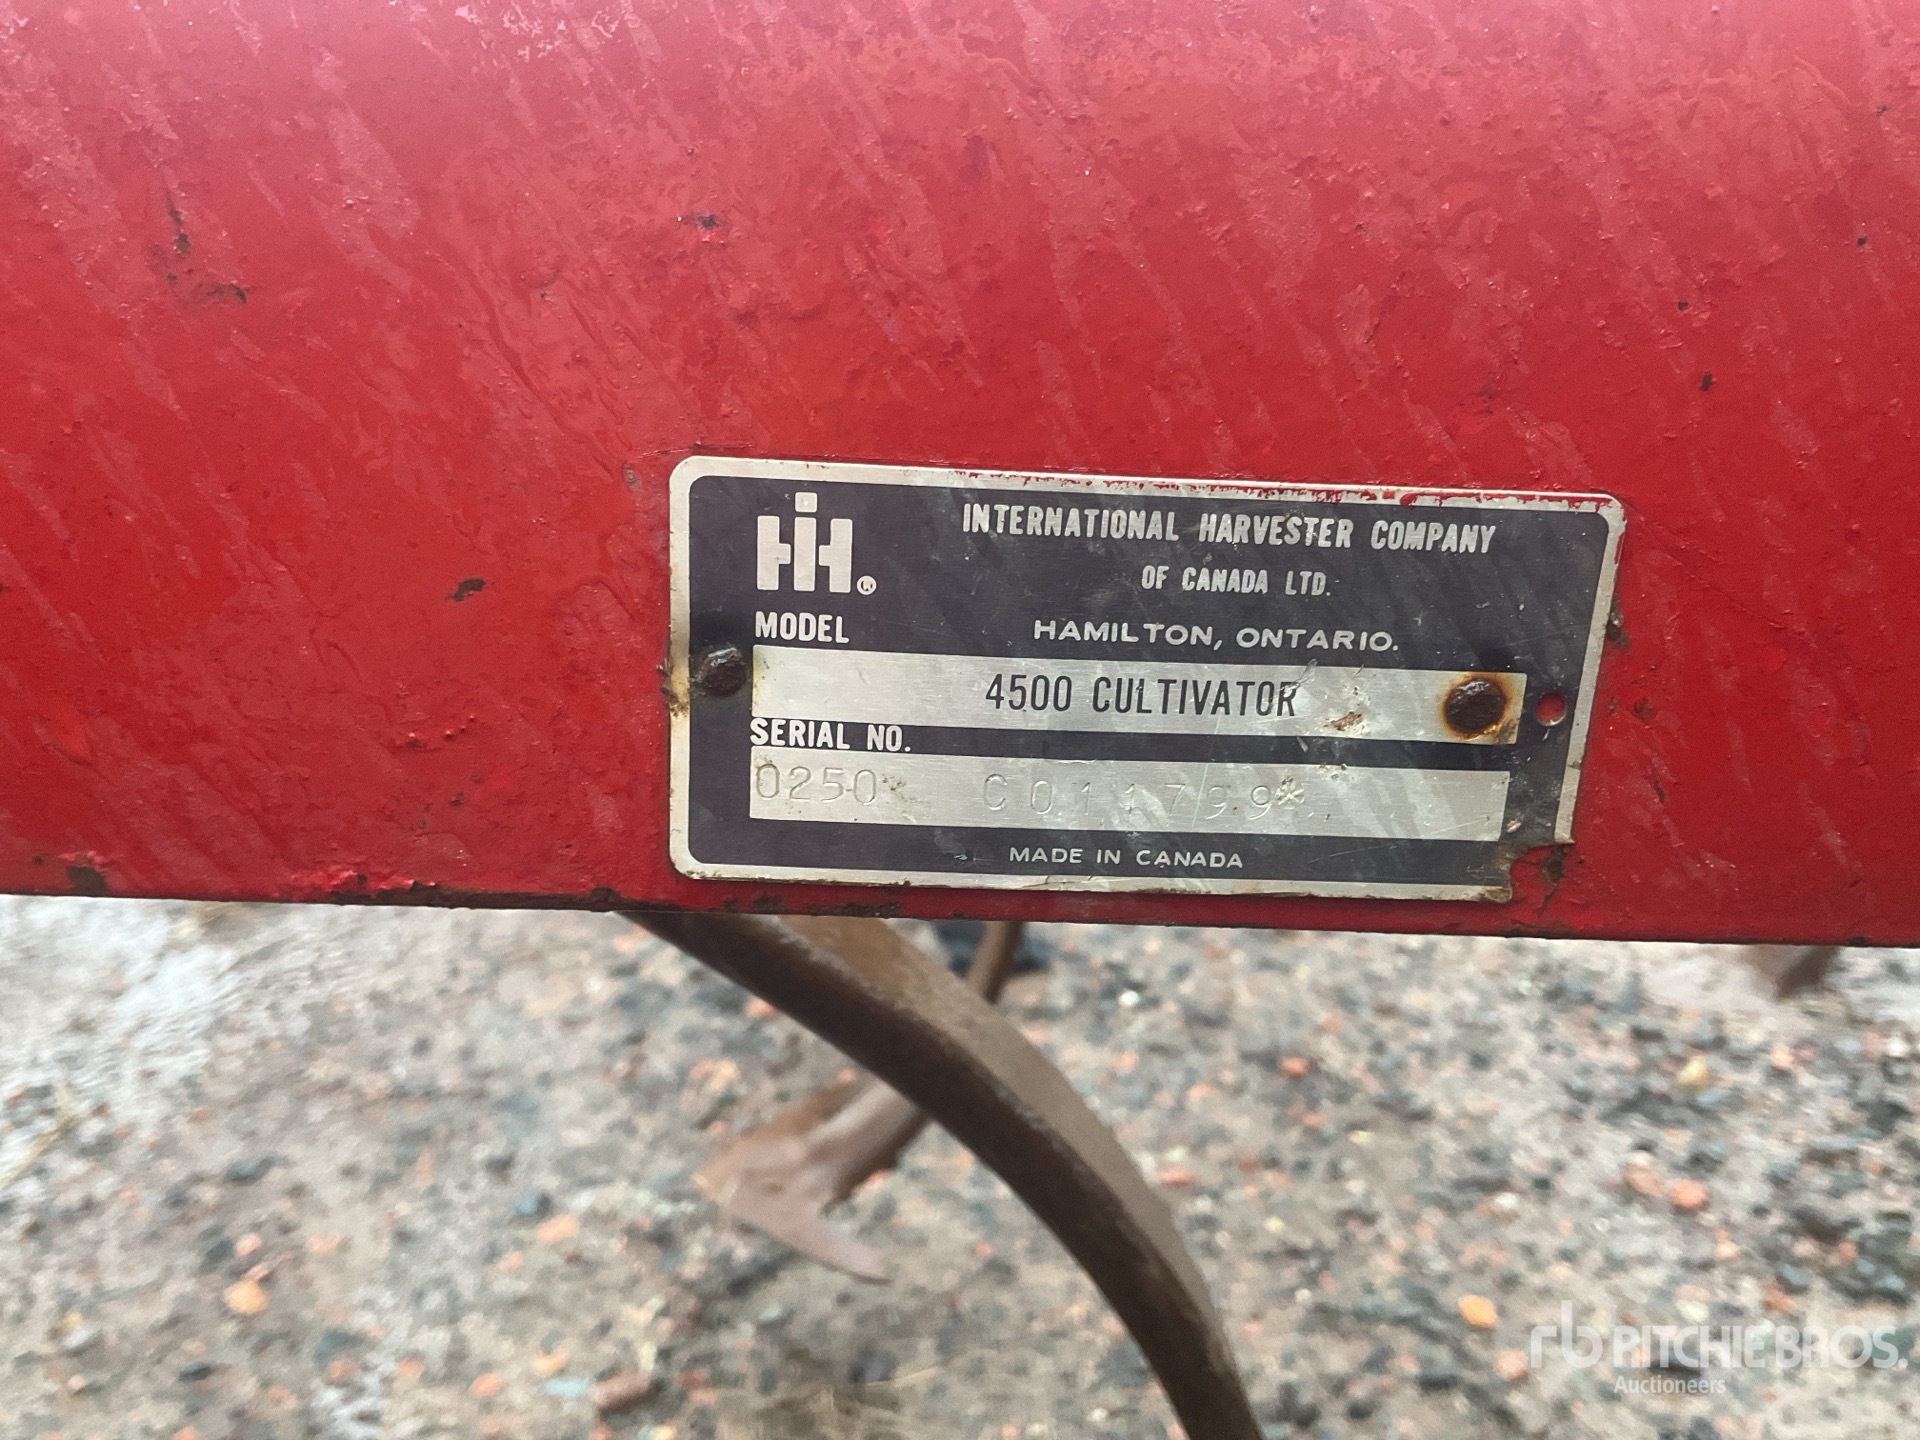 IH®
INTERNATIONAL HARVESTER COMPANY
OF CANADA LTD.
MODEL
HAMILTON, ONTARIO.
4500 CULTIVATOR
SERIAL NO.
0250 C011799
MADE IN CANADA
rb RITCHIE BROS.
Auctioneers